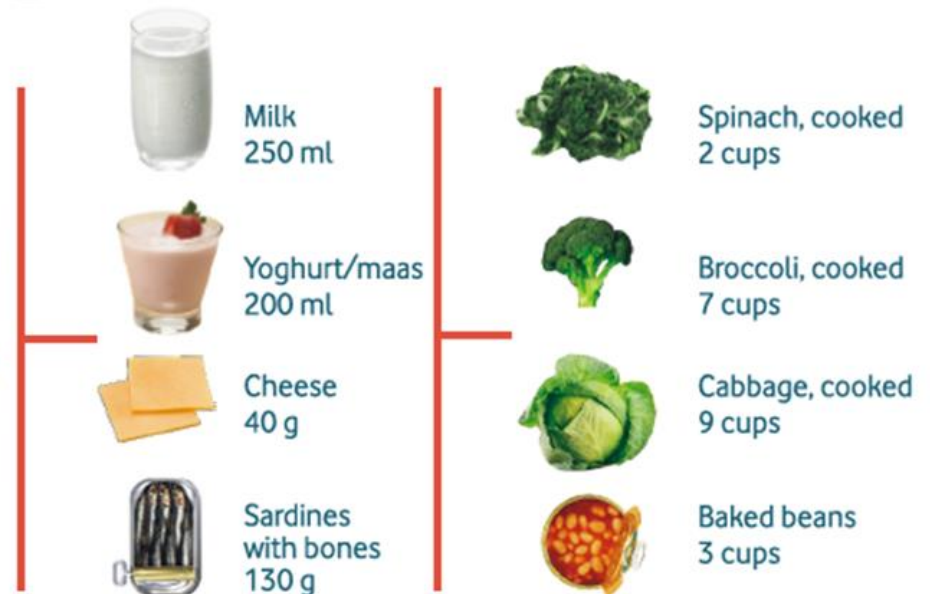 Milk
250 ml
Yoghurt/maas
200 ml
Cheese
40 g
Sardines
with bones
130 g
Spinach, cooked
2 cups
Broccoli, cooked
7 cups
Cabbage, cooked
9 cups
Baked beans
3 cups